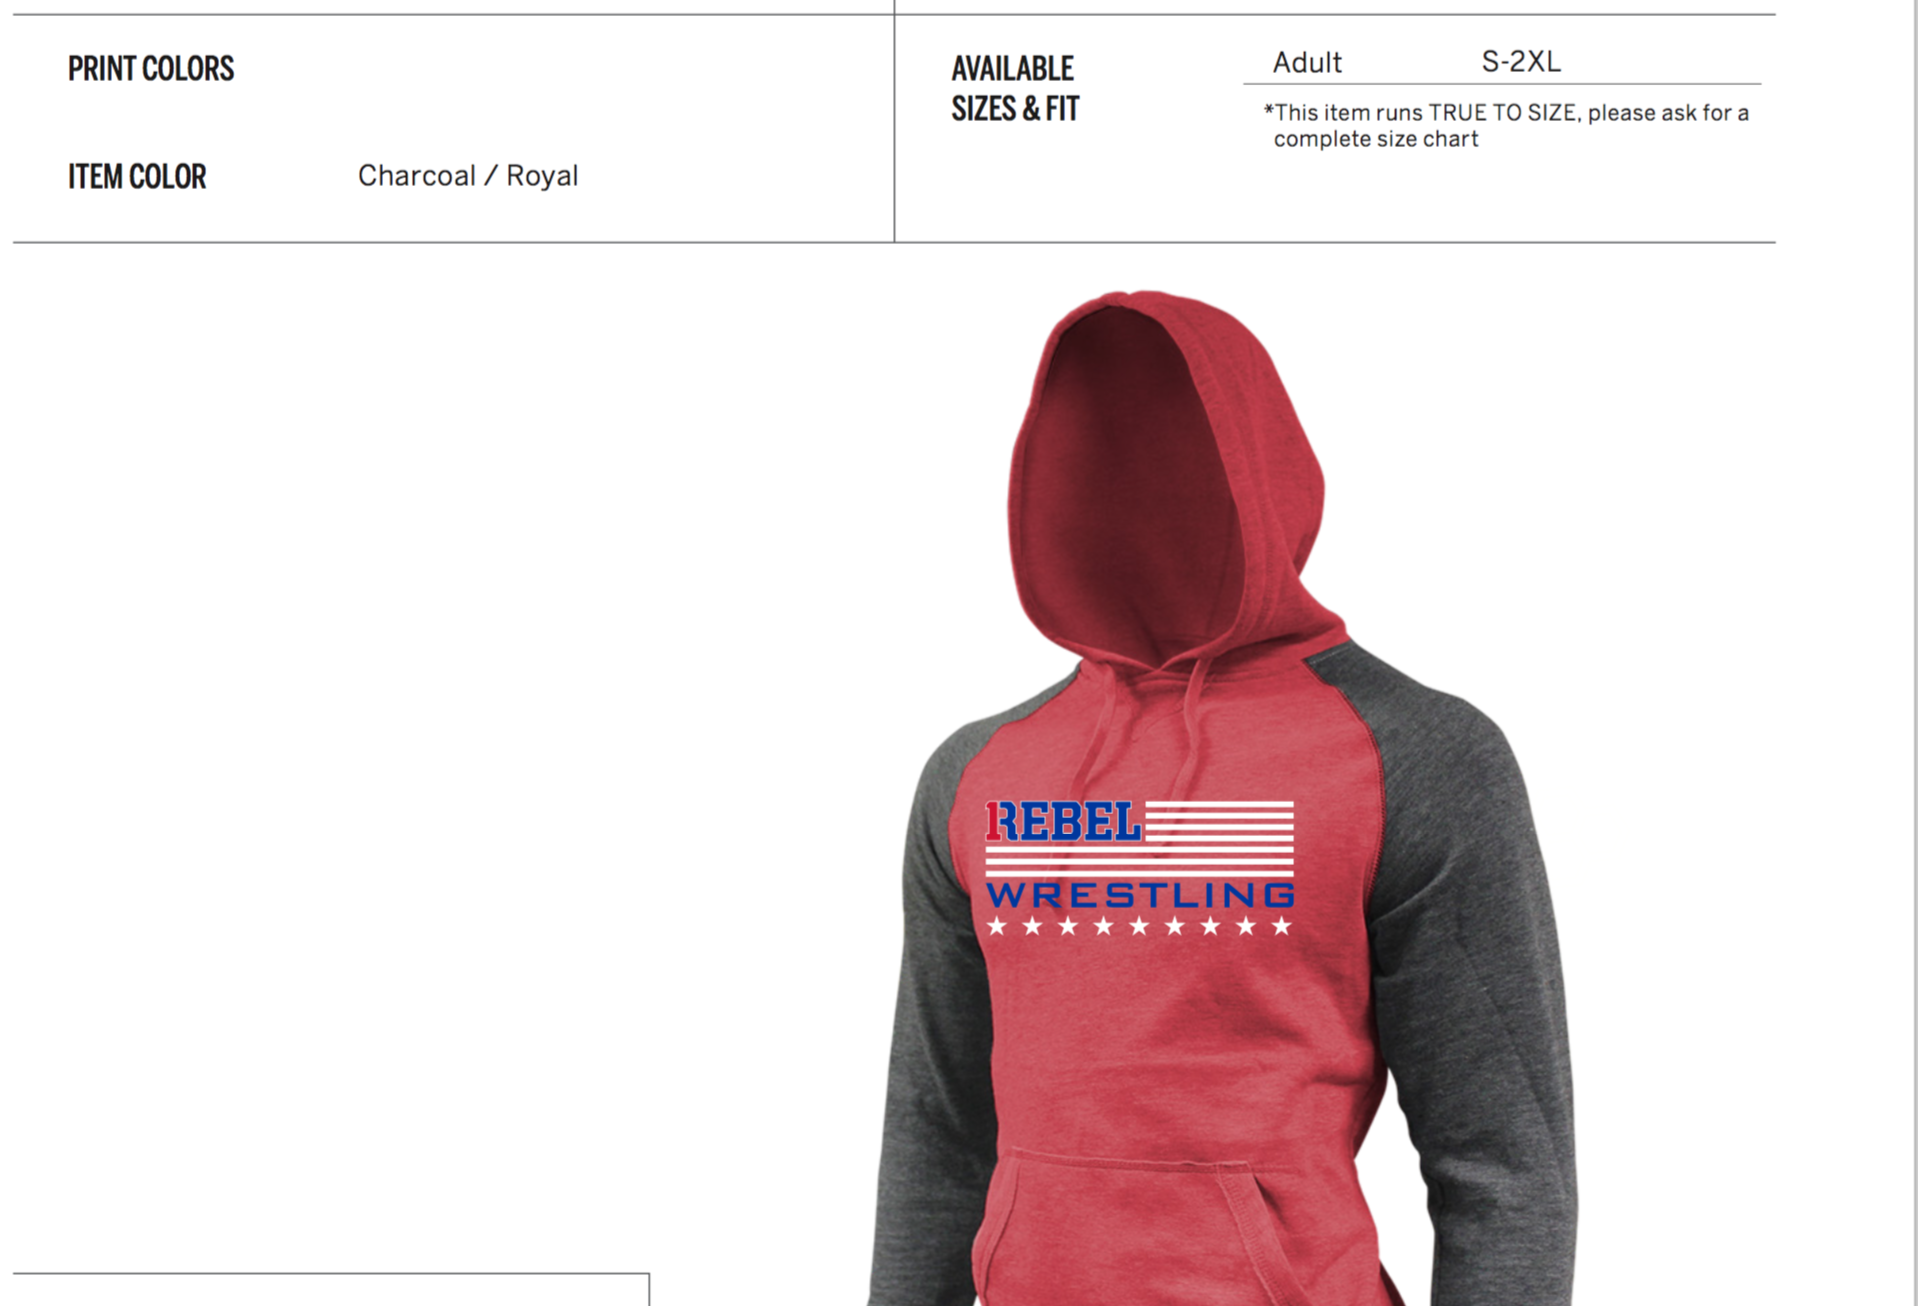 PRINT COLORS
ITEM COLOR Charcoal / Royal
AVAILABLE
SIZES & FIT
Adult S-2XL
*This item runs TRUE TO SIZE, please ask for a
complete size chart
REBEL
WRESTLING